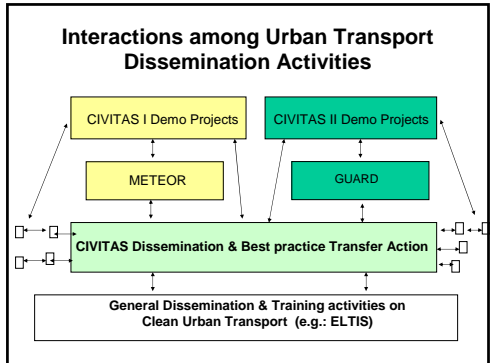 Interactions among Urban Transport
Dissemination Activities
CIVITAS I Demo Projects
CIVITAS II Demo Projects
METEOR
GUARD
CIVITAS Dissemination & Best practice Transfer Action
General Dissemination & Training activities on
Clean Urban Transport (e.g.: ELTIS)